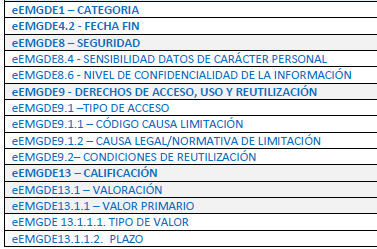 eEMGDE1 – CATEGORIA
eEMGDE4.2 - FECHA FIN
eEMGDE8 – SEGURIDAD
eEMGDE8.4 - SENSIBILIDAD DATOS DE CARÁCTER PERSONAL
eEMGDE8.6 - NIVEL DE CONFIDENCIALIDAD DE LA INFORMACIÓN
eEMGDE9 - DERECHOS DE ACCESO, USO Y REUTILIZACIÓN
eEMGDE9.1 –TIPO DE ACCESO
eEMGDE9.1.1 – CÓDIGO CAUSA LIMITACIÓN
eEMGDE9.1.2 – CAUSA LEGAL/NORMATIVA DE LIMITACIÓN
eEMGDE9.2– CONDICIONES DE REUTILIZACIÓN
eEMGDE13 – CALIFICACIÓN
eEMGDE13.1 – VALORACIÓN
eEMGDE13.1.1 – VALOR PRIMARIO
eEMGDE 13.1.1.1. TIPO DE VALOR
eEMGDE13.1.1.2. PLAZO